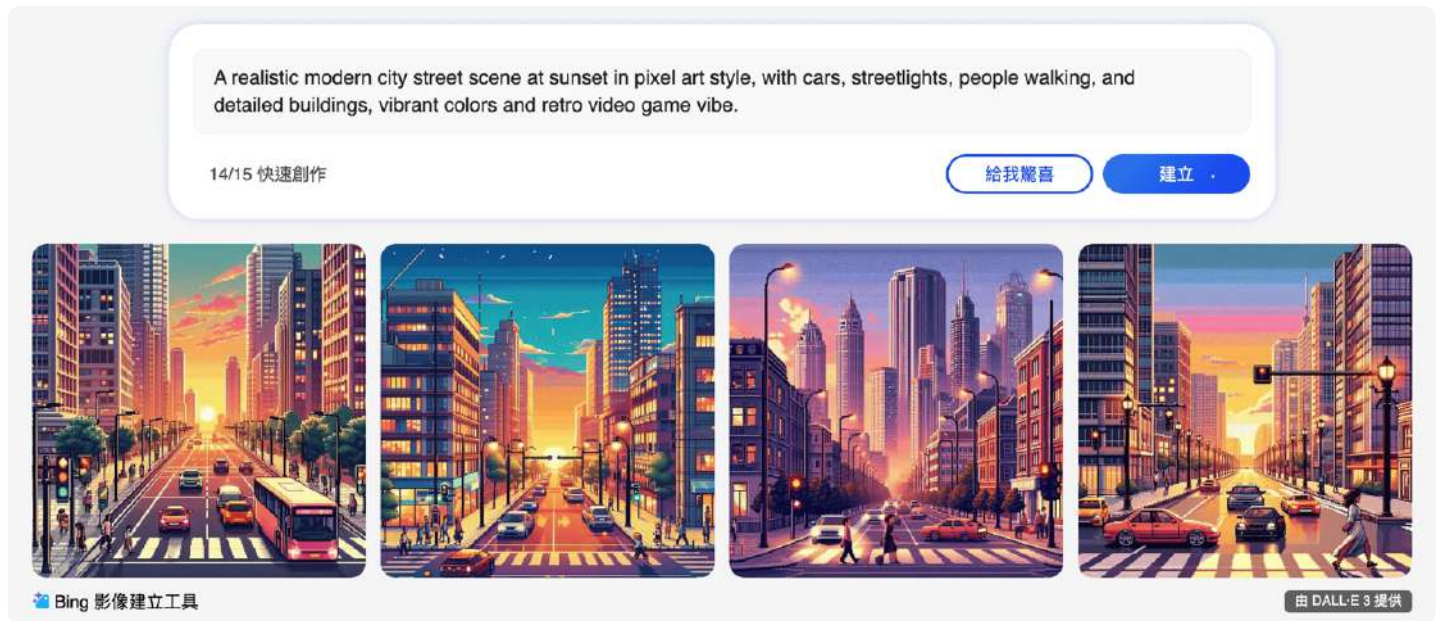 A realistic modern city street scene at sunset in pixel art style, with cars, streetlights, people walking, and
detailed buildings, vibrant colors and retro video game vibe.
14/15 快速創作
給我驚喜
建立
Bing 影像建立工具
由 DALL·E 3 提供